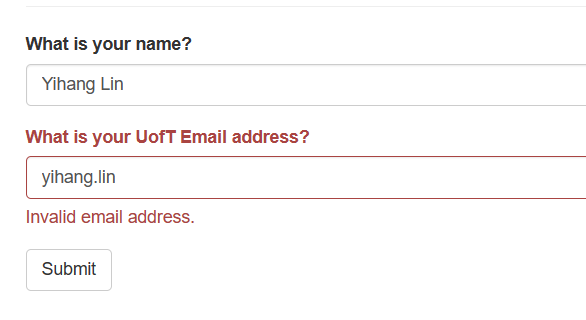 What is your name?
Yihang Lin
What is your UofT Email address?
yihang.lin
Invalid email address.
Submit